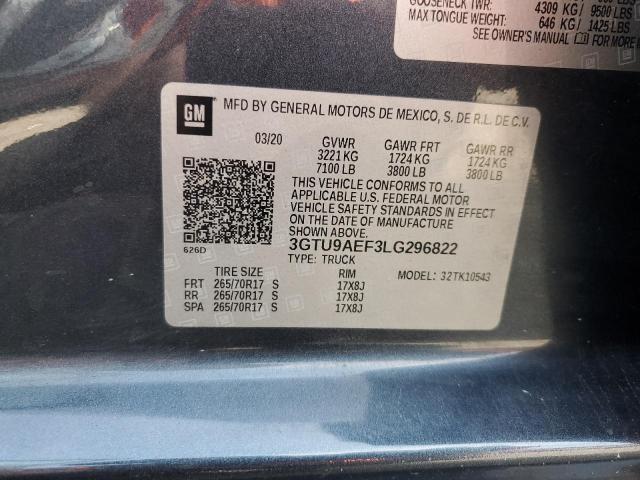 GOOSENECK TWR: 4309 KG/ 9500 LBS
MAX TONGUE WEIGHT: 646 KG/ 1425 LBS
SEE OWNER'S MANUAL FOR MORE
GM
MFD BY GENERAL MOTORS DE MEXICO, S. DE R.L. DE C.V.
03/20 GVWR GAWR FRT GAWR RR
3221 KG 1724 KG 1724 KG
7100 LB 3800 LB 3800 LB
THIS VEHICLE CONFORMS TO ALL
APPLICABLE U.S. FEDERAL MOTOR
VEHICLE SAFETY STANDARDS IN EFFECT
ON THE DATE OF MANUFACTURE
SHOWN ABOVE.
626D 3GTU9AEF3LG296822
TYPE: TRUCK
TIRE SIZE RIM MODEL: 32TK10543
FRT 265/70R17 S 17X8J
RR 265/70R17 S 17X8J
SPA 265/70R17 S 17X8J